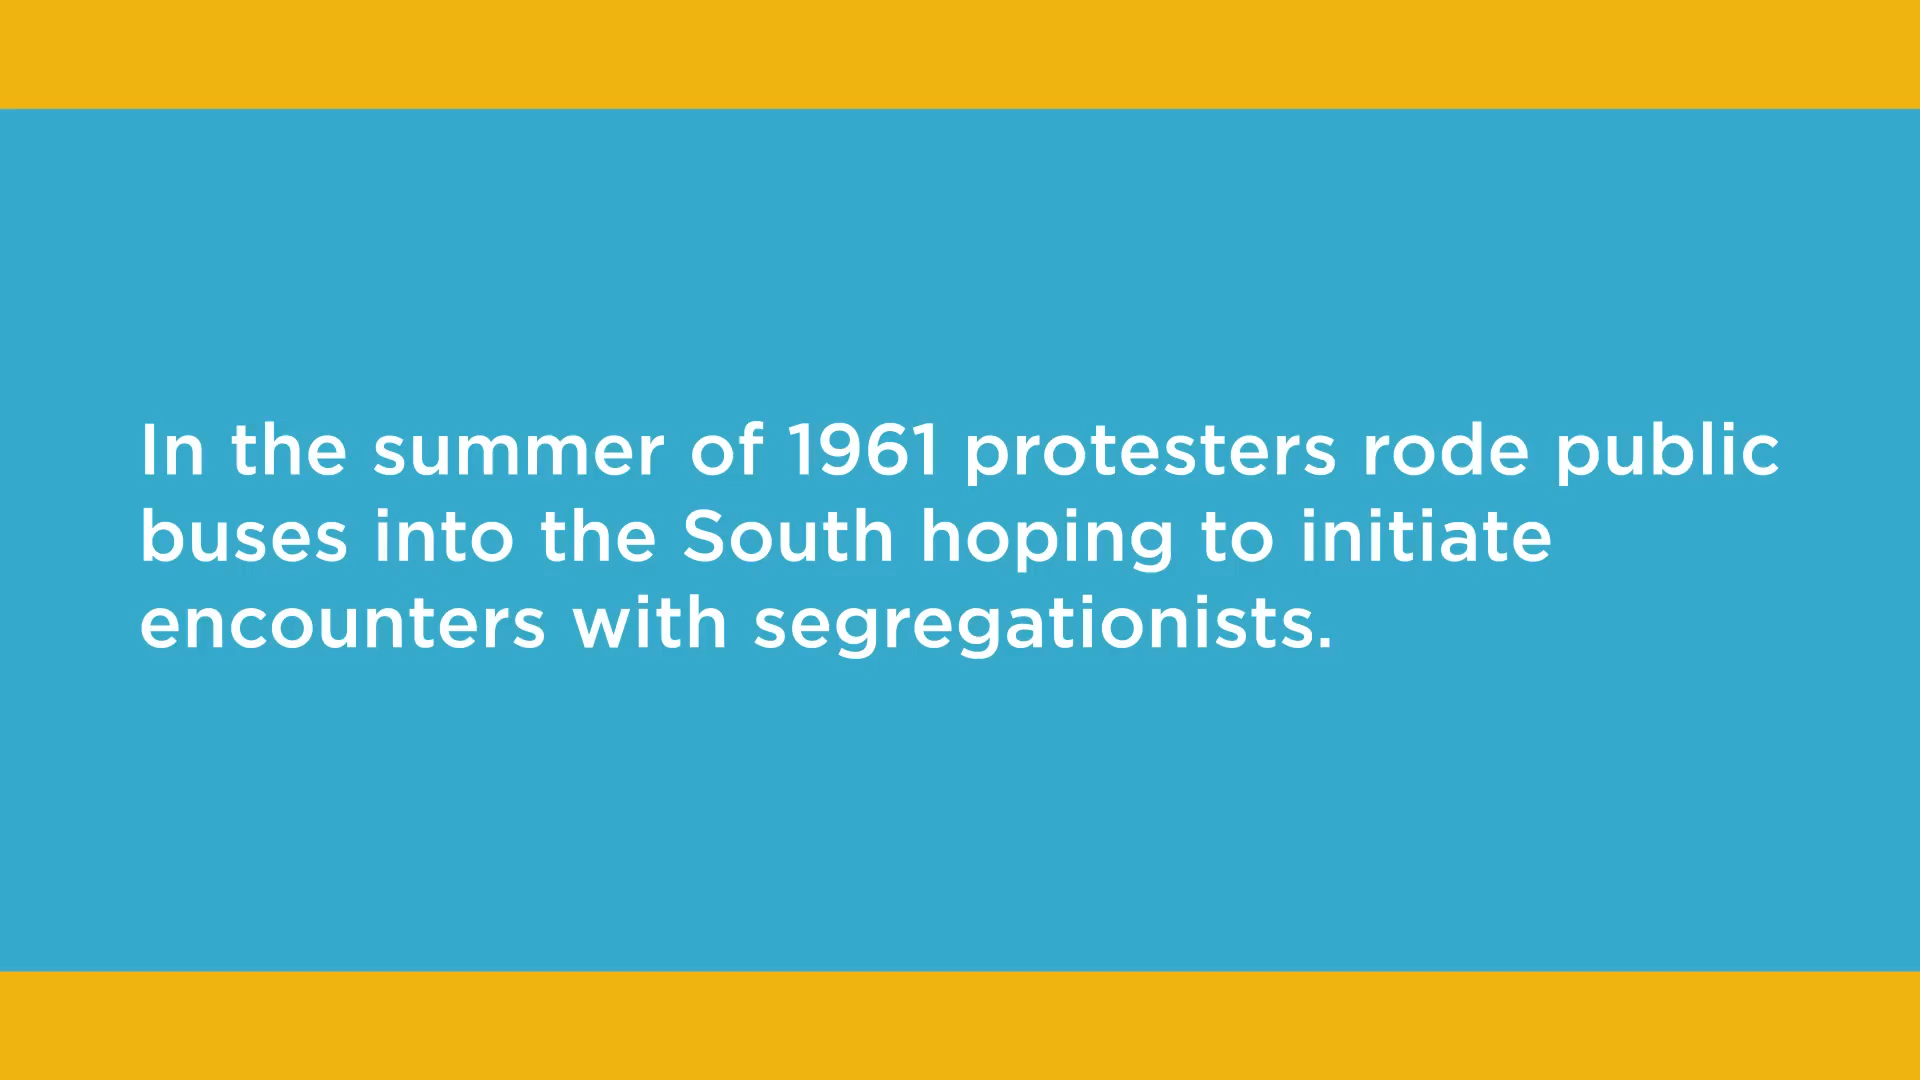 In the summer of 1961 protesters rode public
buses into the South hoping to initiate
encounters with segregationists.